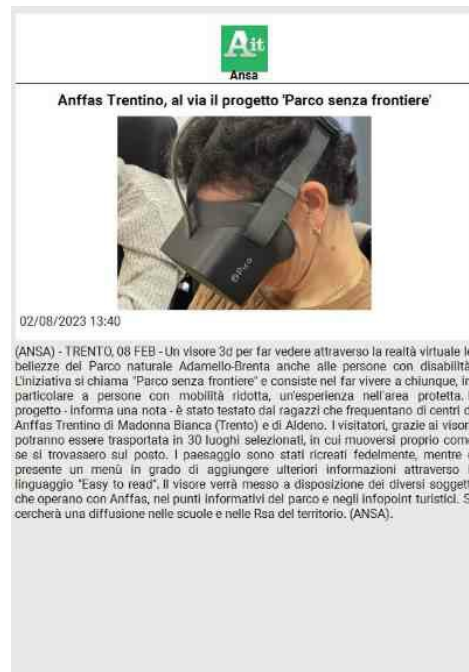 Ait
Ansa
Anffas Trentino, al via il progetto 'Parco senza frontiere'
Pico
02/08/2023 13:40
(ANSA) - TRENTO, 08 FEB - Un visore 3d per far vedere attraverso la realtà virtuale le
bellezze del Parco naturale Adamello-Brenta anche alle persone con disabilità
L'iniziativa si chiama "Parco senza frontiere" e consiste nel far vivere a chiunque, in
particolare a persone con mobilità ridotta, un'esperienza nell'area protetta.
progetto - informa una nota - è stato testato dai ragazzi che frequentano di centri d
Anffas Trentino di Madonna Bianca (Trento) e di Aldeno. I visitatori, grazie ai visor
potranno essere trasportata in 30 luoghi selezionati, in cui muoversi proprio com
se si trovassero sul posto. I paesaggio sono stati ricreati fedelmente, mentre
presente un menù in grado di aggiungere ulteriori informazioni attraverso
linguaggio "Easy to read". Il visore verrà messo a disposizione dei diversi sogget
che operano con Anffas, nei punti informativi del parco e negli infopoint turistici. S
cercherà una diffusione nelle scuole e nelle Rsa del territorio. (ANSA).